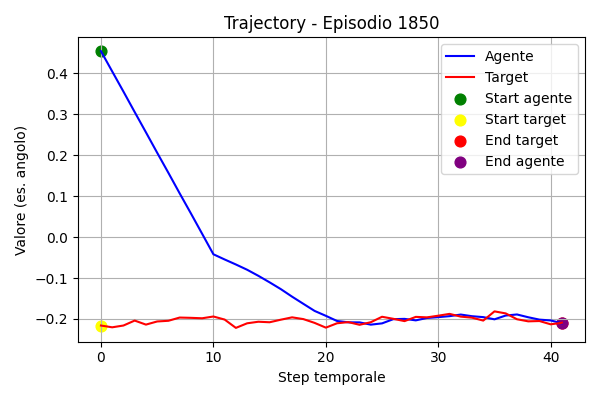 Trajectory - Episodio 1850
Valore (es. angolo)
0.4
0.3
0.2
0.1
0.0
−0.1
−0.2
0
10
20
30
40
Step temporale
Agente
Target
Start agente
Start target
End target
End agente